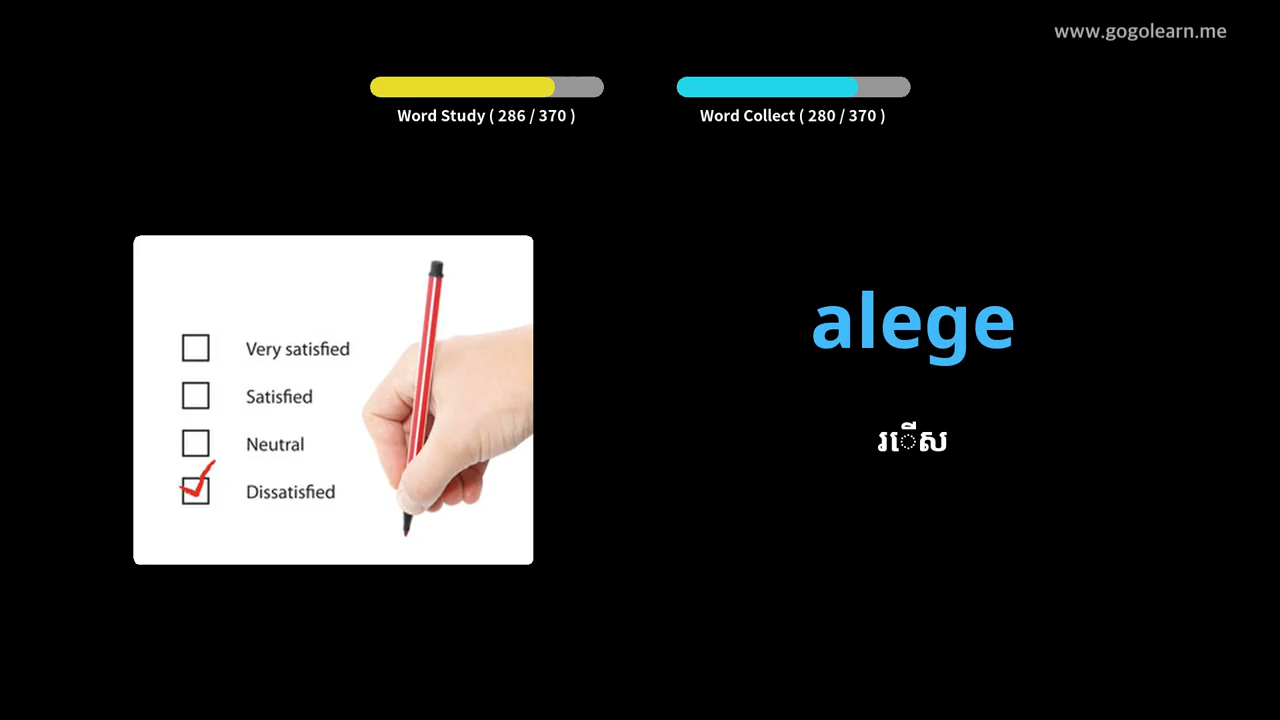 www.gogolearn.me
Word Study ( 286 / 370 )
Word Collect ( 280 / 370 )
Very satisfied
Satisfied
Neutral
Dissatisfied
alege
រើស